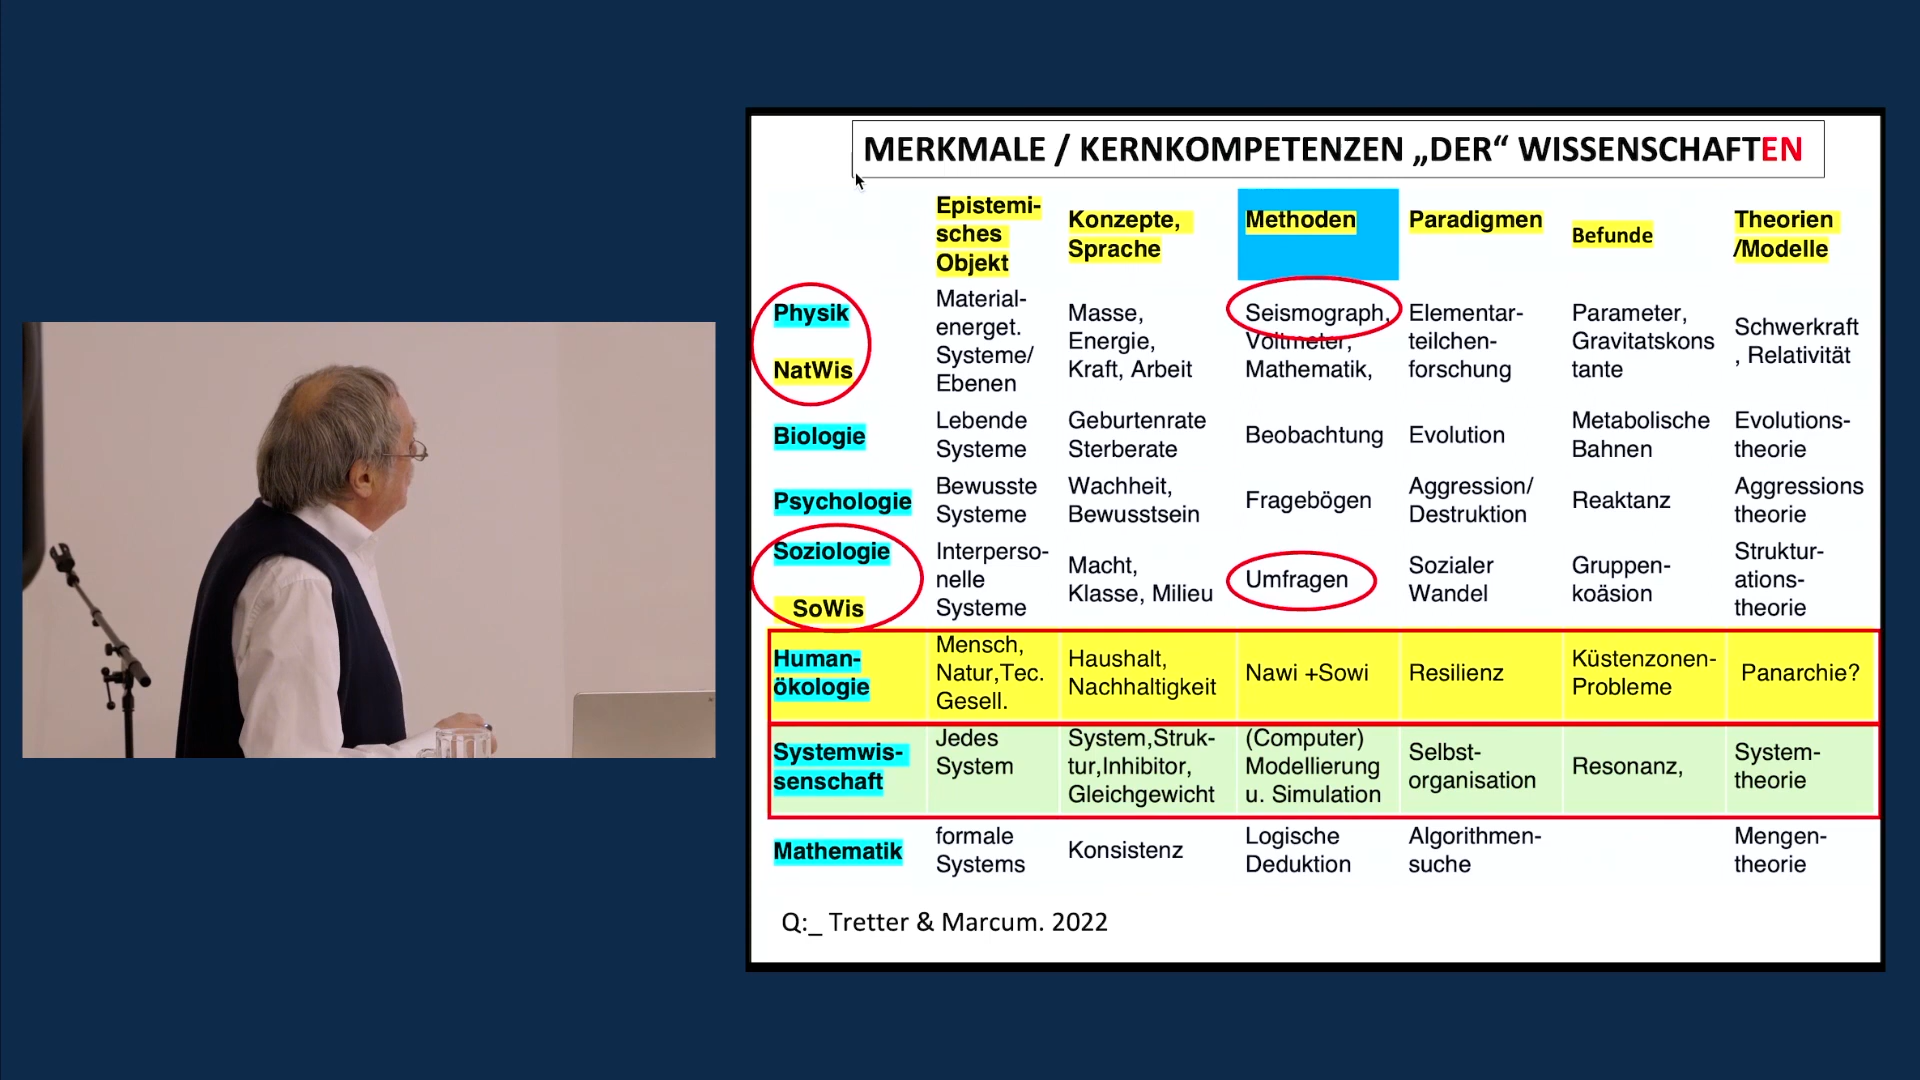 MERKMALE / KERNKOMPETENZEN „DER“ WISSENSCHAFTEN
Epistemi-
sches
Objekt
Konzepte,
Sprache
Methoden
Paradigmen
Befunde
Theorien
/Modelle
Physik
NatWis
Material-
energet.
Systeme/
Ebenen
Masse,
Energie,
Kraft, Arbeit
Seismograph,
Voltmeter,
Mathematik,
Elementar-
teilchen-
forschung
Parameter,
Gravitatskons
tante
Schwerkraft
, Relativität
Biologie
Lebende
Systeme
Geburtenrate
Sterberate
Beobachtung
Evolution
Metabolische
Bahnen
Evolutions-
theorie
Psychologie
Bewusste
Systeme
Wachheit,
Bewusstsein
Fragebögen
Aggression/
Destruktion
Reaktanz
Aggressions
theorie
Soziologie
SoWis
Interperso-
nelle
Systeme
Macht,
Klasse, Milieu
Umfragen
Sozialer
Wandel
Gruppen-
koäsion
Struktur-
ations-
theorie
Human-
ökologie
Mensch,
Natur,Tec.
Gesell.
Haushalt,
Nachhaltigkeit
Nawi +Sowi
Resilienz
Küstenzonen-
Probleme
Panarchie?
Systemwis-
senschaft
Jedes
System
System,Struk-
tur,Inhibitor,
Gleichgewicht
(Computer)
Modellierung
u. Simulation
Selbst-
organisation
Resonanz,
System-
theorie
Mathematik
formale
Systems
Konsistenz
Logische
Deduktion
Algorithmen-
suche
Mengen-
theorie
Q:_ Tretter & Marcum. 2022